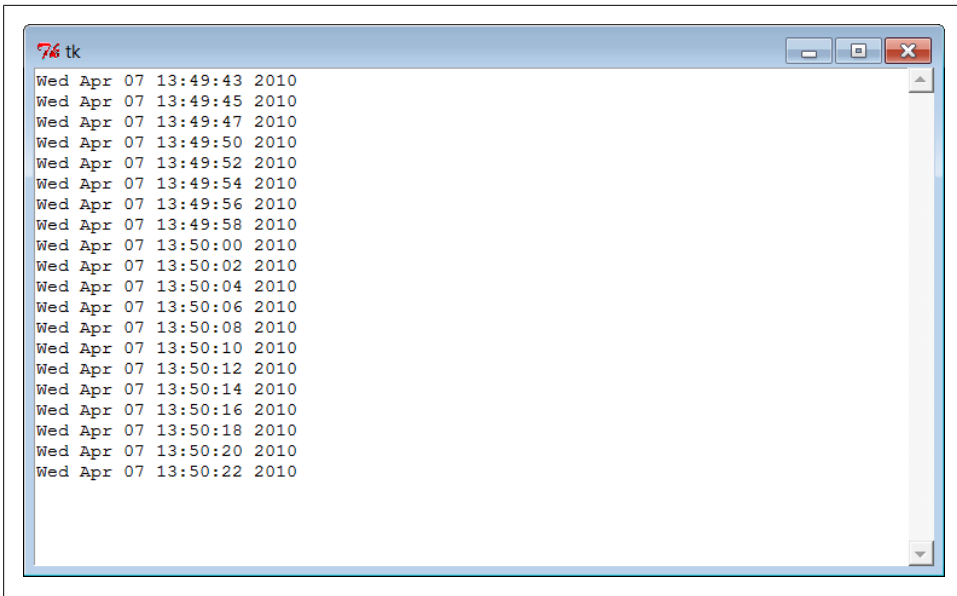 tk
Wed Apr 07 13:49:43 2010
Wed Apr 07 13:49:45 2010
Wed Apr 07 13:49:47 2010
Wed Apr 07 13:49:50 2010
Wed Apr 07 13:49:52 2010
Wed Apr 07 13:49:54 2010
Wed Apr 07 13:49:56 2010
Wed Apr 07 13:49:58 2010
Wed Apr 07 13:50:00 2010
Wed Apr 07 13:50:02 2010
Wed Apr 07 13:50:04 2010
Wed Apr 07 13:50:06 2010
Wed Apr 07 13:50:08 2010
Wed Apr 07 13:50:10 2010
Wed Apr 07 13:50:12 2010
Wed Apr 07 13:50:14 2010
Wed Apr 07 13:50:16 2010
Wed Apr 07 13:50:18 2010
Wed Apr 07 13:50:20 2010
Wed Apr 07 13:50:22 2010